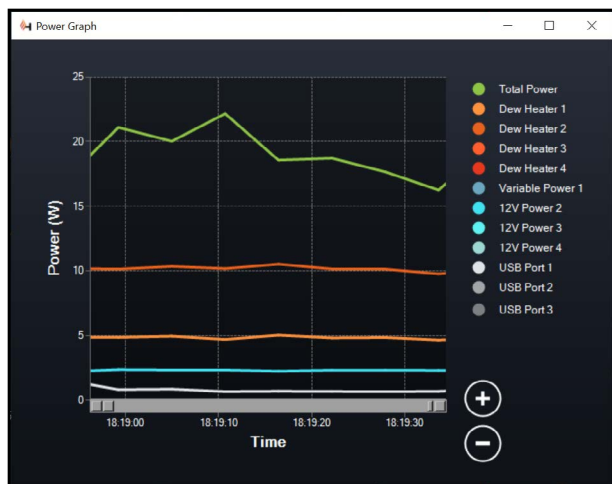 Power Graph
25
20
15
10
5
0
Power (W)
18:19:00
18:19:10
18:19:20
18:19:30
Time
Total Power
Dew Heater 1
Dew Heater 2
Dew Heater 3
Dew Heater 4
Variable Power 1
12V Power 2
12V Power 3
12V Power 4
USB Port 1
USB Port 2
USB Port 3